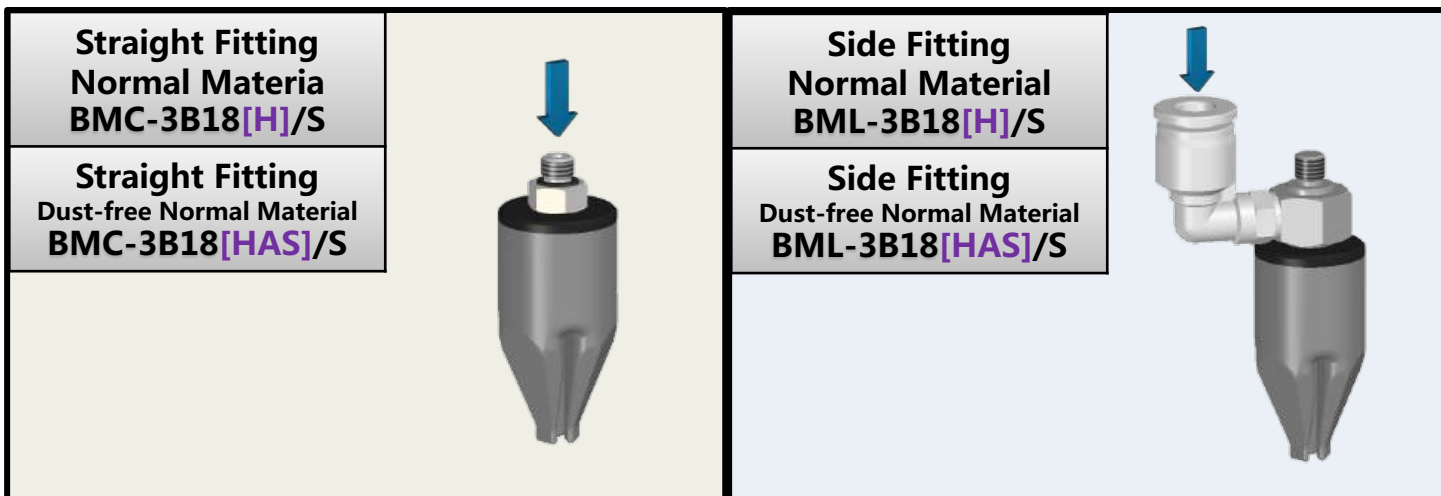 Straight Fitting
Normal Materia
BMC-3B18[H]/S
Straight Fitting
Dust-free Normal Material
BMC-3B18[HAS]/S
Side Fitting
Normal Material
BML-3B18[H]/S
Side Fitting
Dust-free Normal Material
BML-3B18[HAS]/S